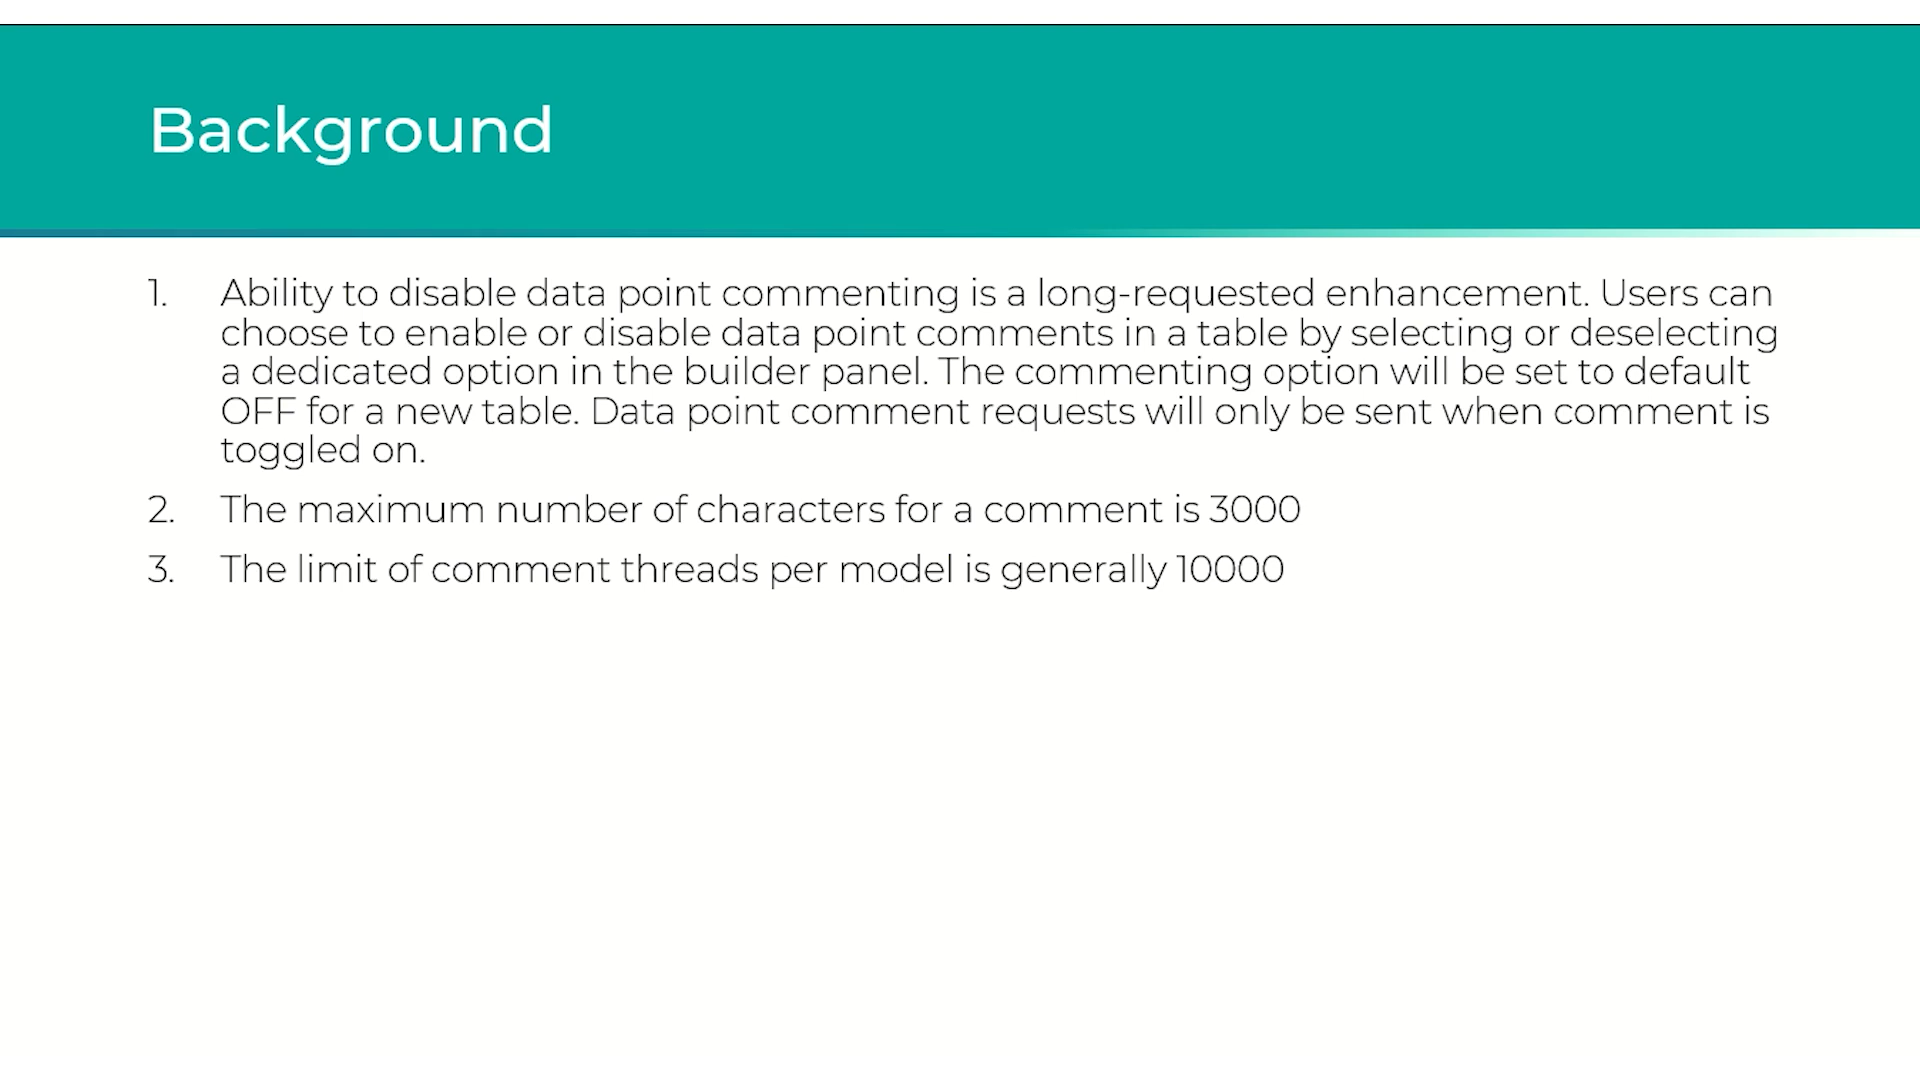 Background
1. Ability to disable data point commenting is a long-requested enhancement. Users can
choose to enable or disable data point comments in a table by selecting or deselecting
a dedicated option in the builder panel. The commenting option will be set to default
OFF for a new table. Data point comment requests will only be sent when comment is
toggled on.
2. The maximum number of characters for a comment is 3000
3. The limit of comment threads per model is generally 10000